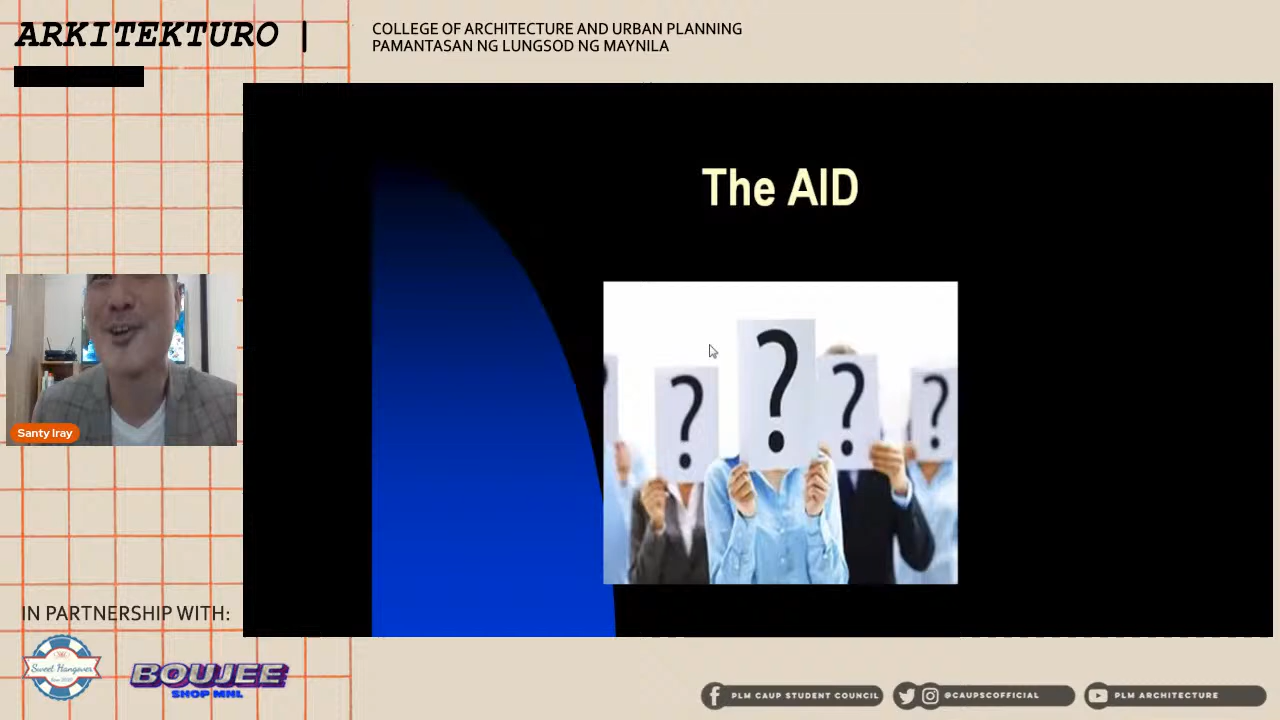 ARKITEKTURO |
COLLEGE OF ARCHITECTURE AND URBAN PLANNING
PAMANTASAN NG LUNGSOD NG MAYNILA
The AID
? ? ? ?
Santy Iray
IN PARTNERSHIP WITH:
Sweet Hangover
BOUJEE
SHOP MNL
PLM CAUP STUDENT COUNCIL
@CAUPSCOFFICIAL
PLM ARCHITECTURE